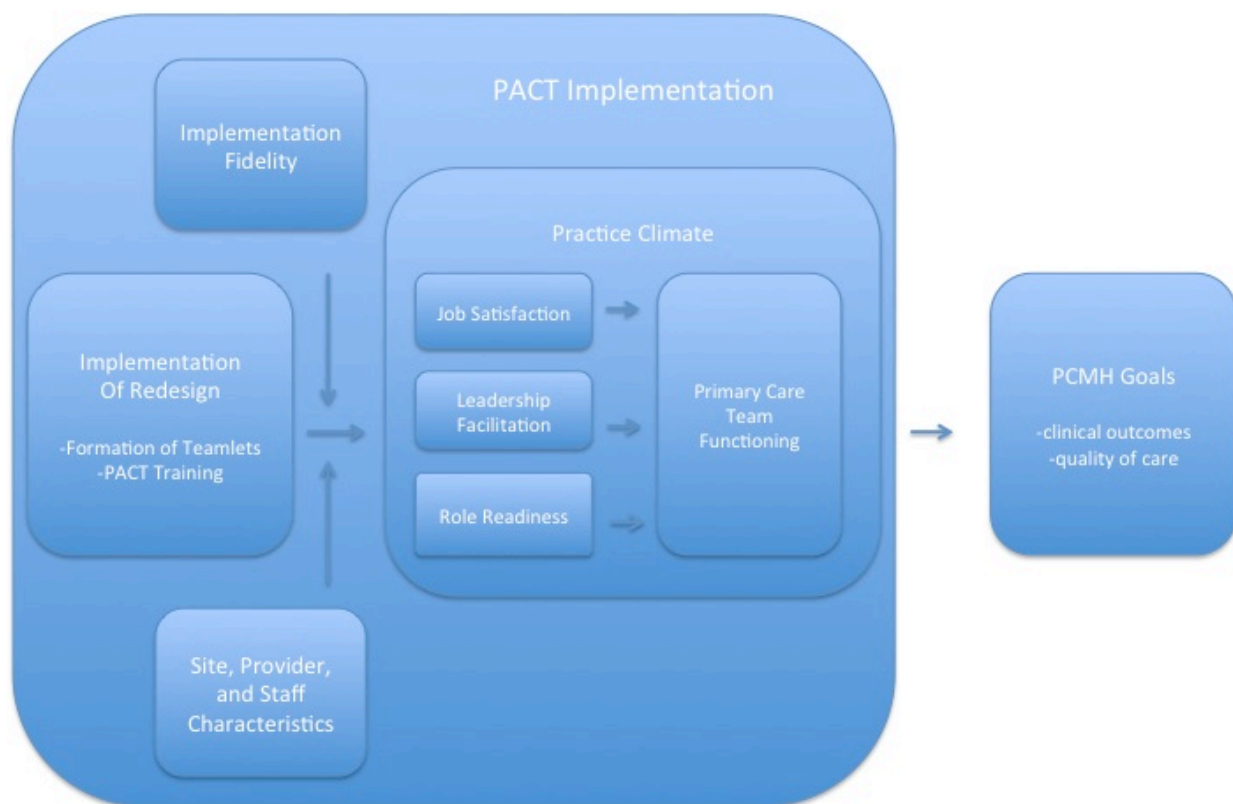 PACT Implementation
Implementation
Fidelity
Practice Climate
Implementation
Of Redesign
-Formation of Teamlets
-PACT Training
Job Satisfaction
Leadership
Facilitation
Role Readiness
Primary Care
Team
Functioning
PCMH Goals
-clinical outcomes
-quality of care
Site, Provider,
and Staff
Characteristics